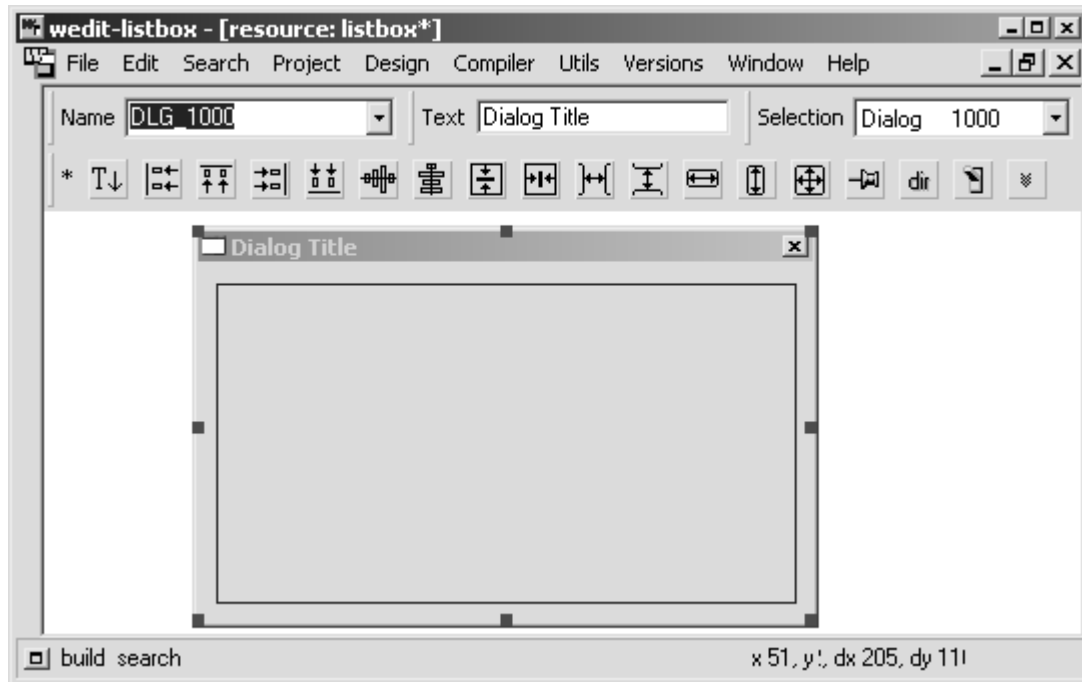 wedit-listbox - [resource: listbox*]
File Edit Search Project Design Compiler Utils Versions Window Help
Name DLG_1000 Text Dialog Title Selection Dialog 1000
* T↓ dir
Dialog Title
build search x 51, y dx 205, dy